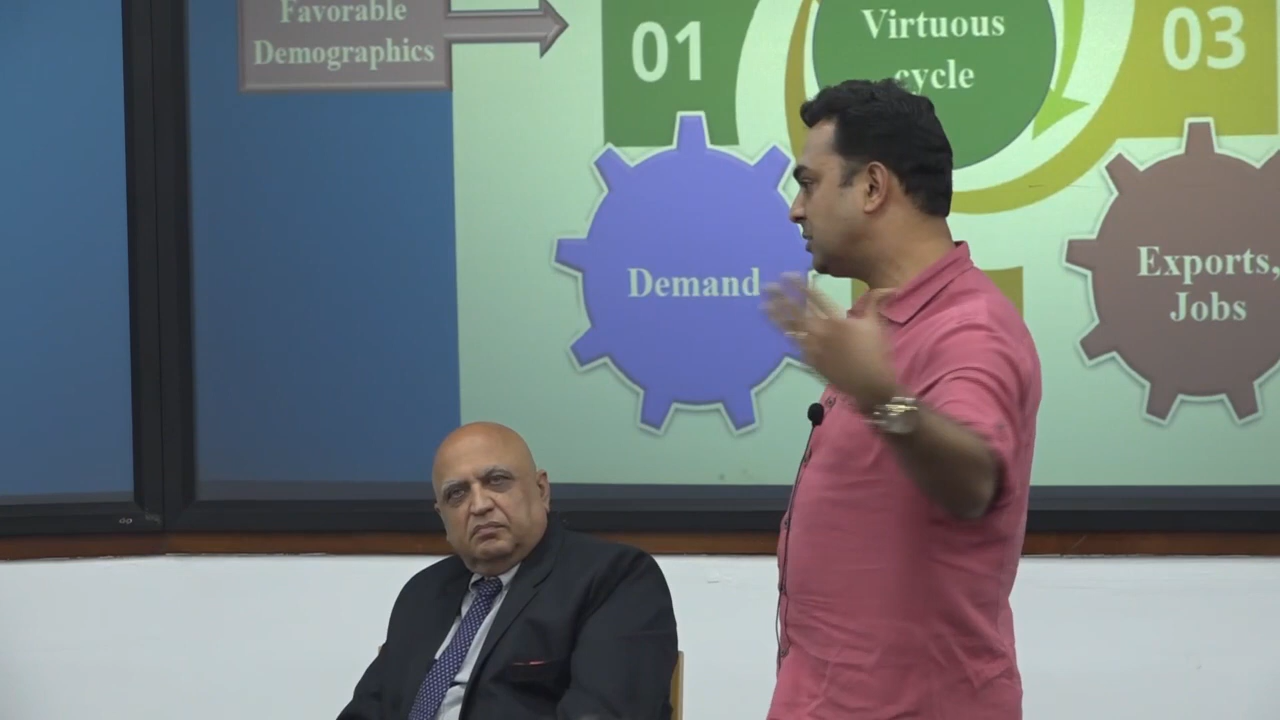 Favorable
Demographics
01
Virtuous
cycle
03
Demand
Exports,
Jobs